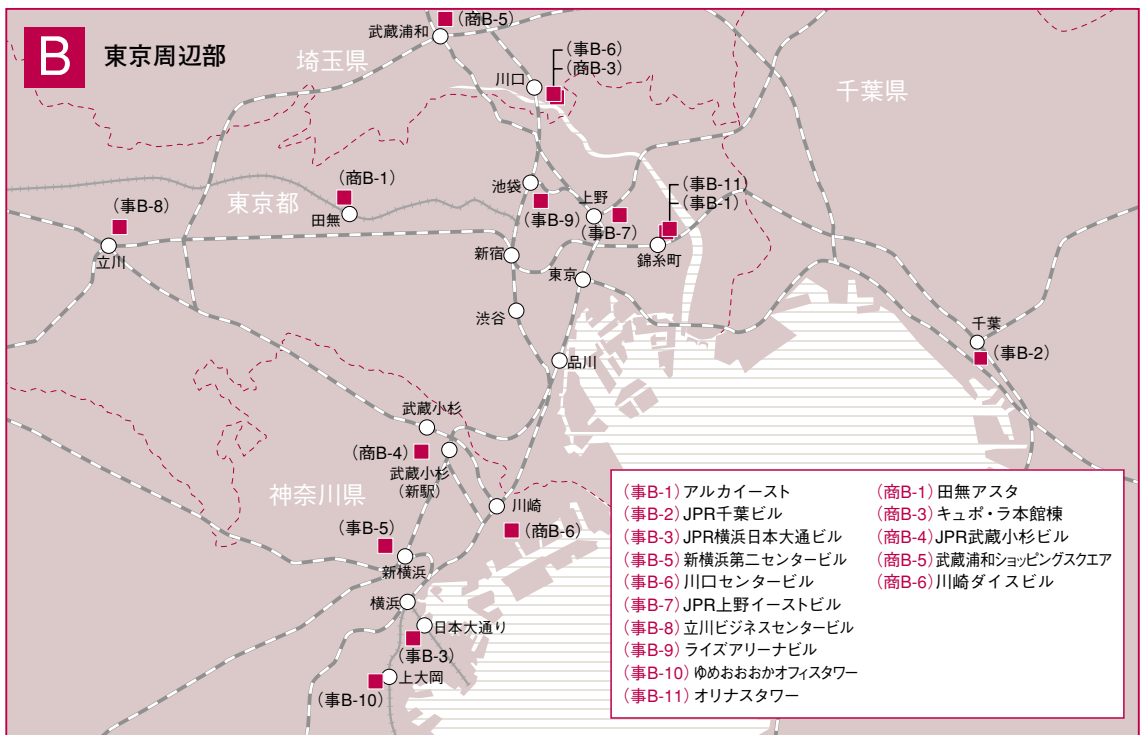 B 東京周辺部
武蔵浦和
(商B-5)
埼玉県
川口
(事B-6)
(商B-3)
千葉県
東京都
(商B-1)
田無
(事B-8)
立川
池袋
(事B-9)
上野
(事B-7)
(事B-11)
(事B-1)
錦糸町
新宿
東京
渋谷
品川
千葉
(事B-2)
武蔵小杉
(商B-4)
武蔵小杉
(新駅)
神奈川県
川崎
(商B-6)
(事B-5)
新横浜
横浜
日本大通り
(事B-3)
上大岡
(事B-10)
(事B-1) アルカイースト
(事B-2) JPR千葉ビル
(事B-3) JPR横浜日本大通ビル
(事B-5) 新横浜第二センタービル
(事B-6) 川口センタービル
(事B-7) JPR上野イーストビル
(事B-8) 立川ビジネスセンタービル
(事B-9) ライズアリーナビル
(事B-10) ゆめおおおかオフィスタワー
(事B-11) オリナスタワー
(商B-1) 田無アスタ
(商B-3) キュポ・ラ本館棟
(商B-4) JPR武蔵小杉ビル
(商B-5) 武蔵浦和ショッピングスクエア
(商B-6) 川崎ダイスビル